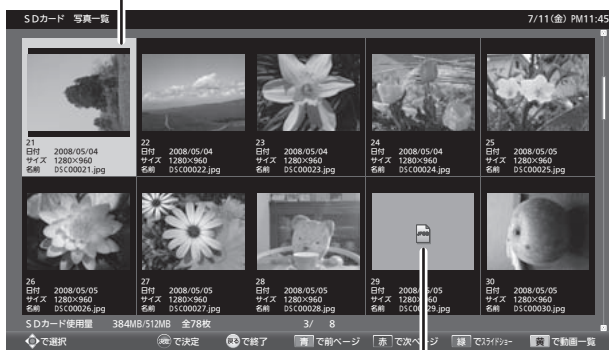 SDカード 写真一覧 7/11(金) PM11:45
21
日付 2008/05/04
サイズ 1280×960
名前 DSC00021.jpg
22
日付 2008/05/04
サイズ 1280×960
名前 DSC00022.jpg
23
日付 2008/05/04
サイズ 1280×960
名前 DSC00023.jpg
24
日付 2008/05/04
サイズ 1280×960
名前 DSC00024.jpg
25
日付 2008/05/05
サイズ 1280×960
名前 DSC00025.jpg
26
日付 2008/05/05
サイズ 1280×960
名前 DSC00026.jpg
27
日付 2008/05/05
サイズ 1280×960
名前 DSC00027.jpg
28
日付 2008/05/05
サイズ 1280×960
名前 DSC00028.jpg
29
日付 2008/05/05
サイズ 1280×960
名前 DSC00029.jpg
30
日付 2008/05/05
サイズ 1280×960
名前 DSC00030.jpg
SDカード使用量 384MB/512MB 全78枚 3/ 8
で選択 決定 で決定 戻る で終了 青 で前ページ 赤 で次ページ 緑 でスライドショー 黄 で動画一覧